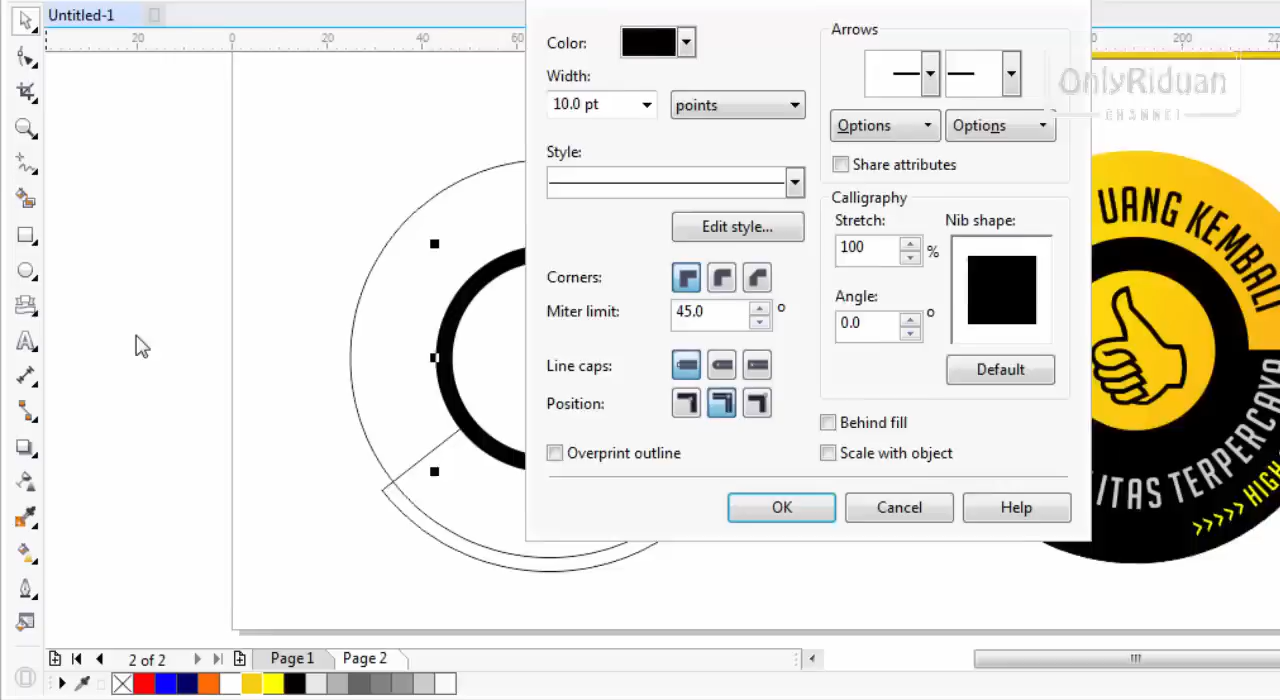 Untitled-1
20
0
20
40
60
200
Color:
Width:
10.0 pt
points
Style:
Edit style...
Corners:
Miter limit:
45.0
o
Line caps:
Position:
Overprint outline
Arrows
Options
Options
Share attributes
Calligraphy
Stretch:
100
%
Nib shape:
Angle:
0.0
o
Default
Behind fill
Scale with object
OK
Cancel
Help
OnlyRiduan
CHANNEL
UANG KEMBALI
ITAS TERPERCAYA
>>>>> HIGH
2 of 2
Page 1
Page 2